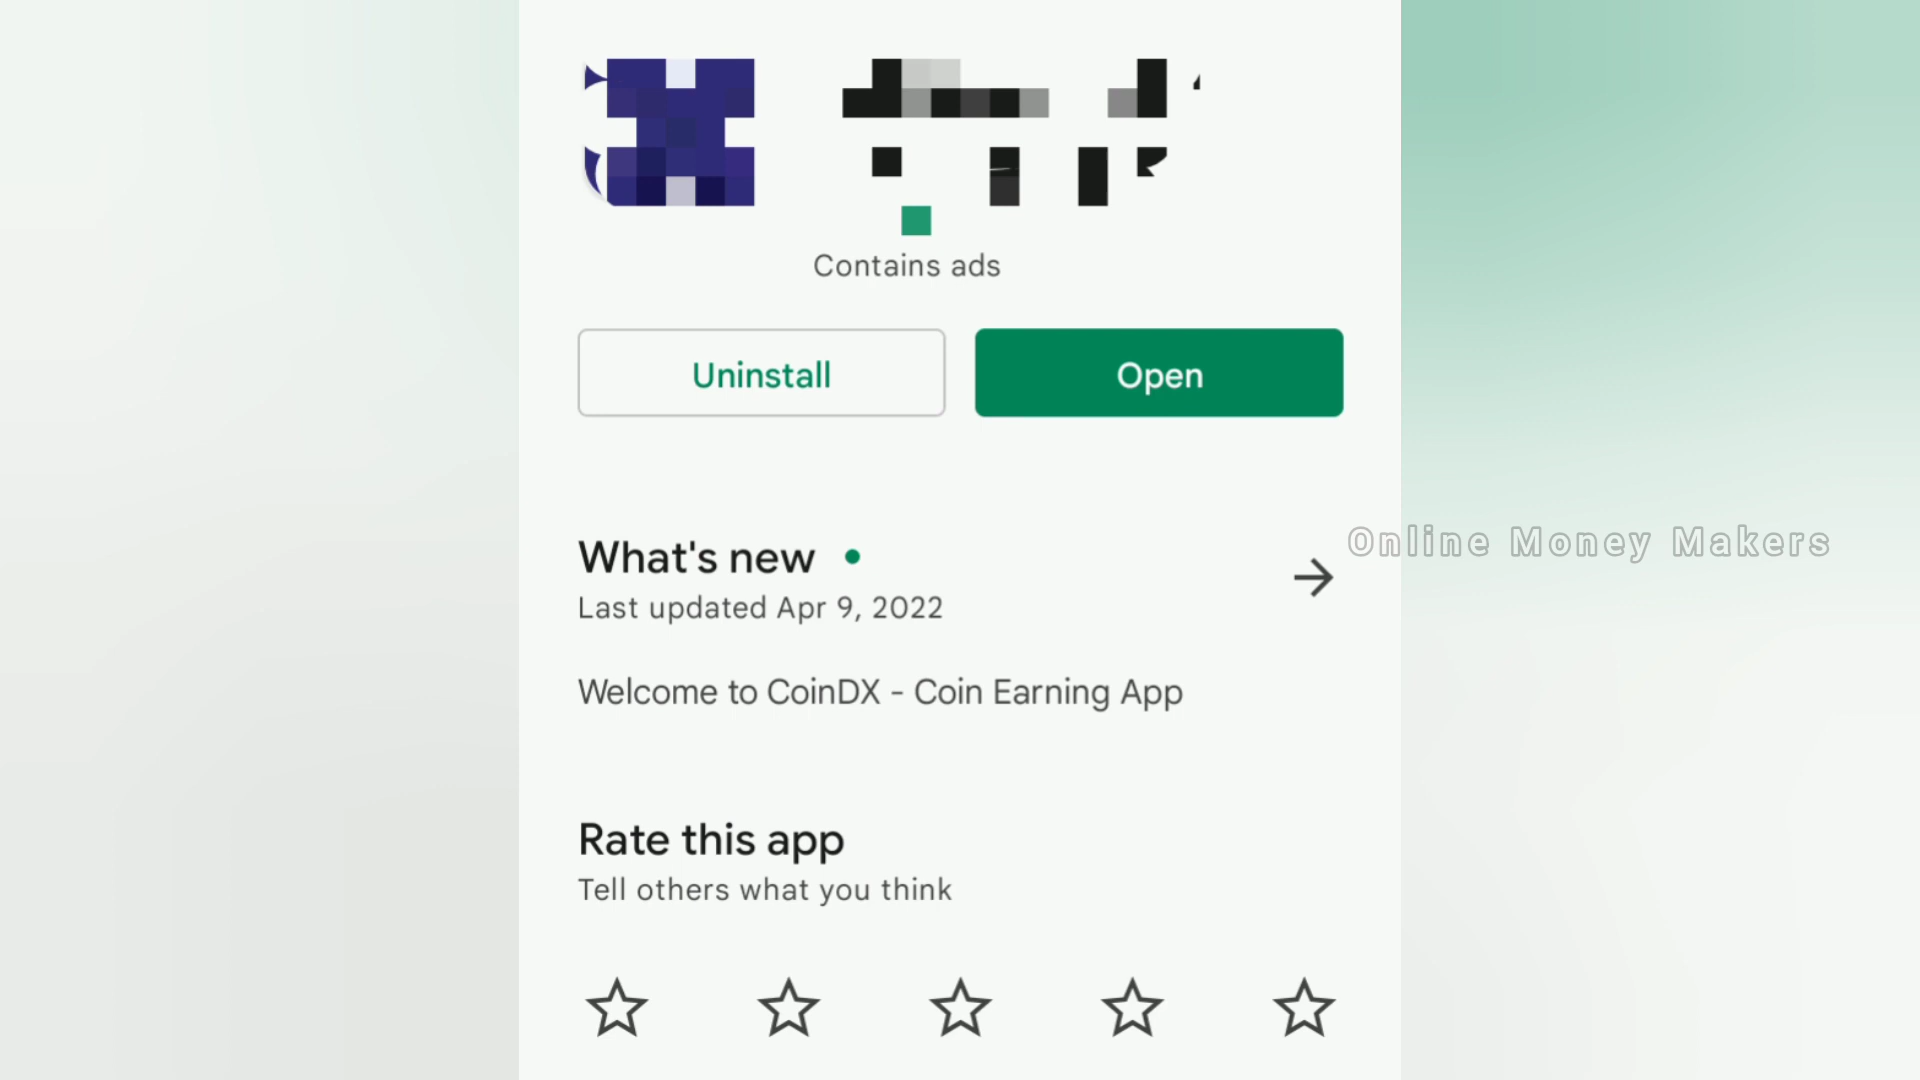 Contains ads
Uninstall
Open
What's new
Last updated Apr 9, 2022
Online Money Makers
Welcome to CoinDX - Coin Earning App
Rate this app
Tell others what you think